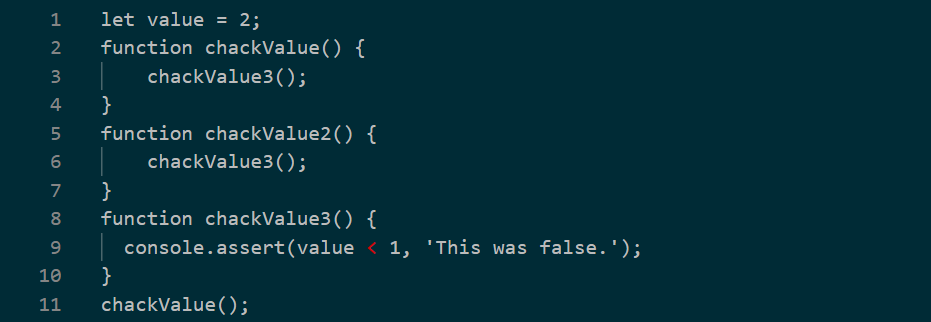 1 let value = 2;
2 function chackValue() {
3     chackValue3();
4 }
5 function chackValue2() {
6     chackValue3();
7 }
8 function chackValue3() {
9   console.assert(value < 1, 'This was false.');
10 }
11 chackValue();